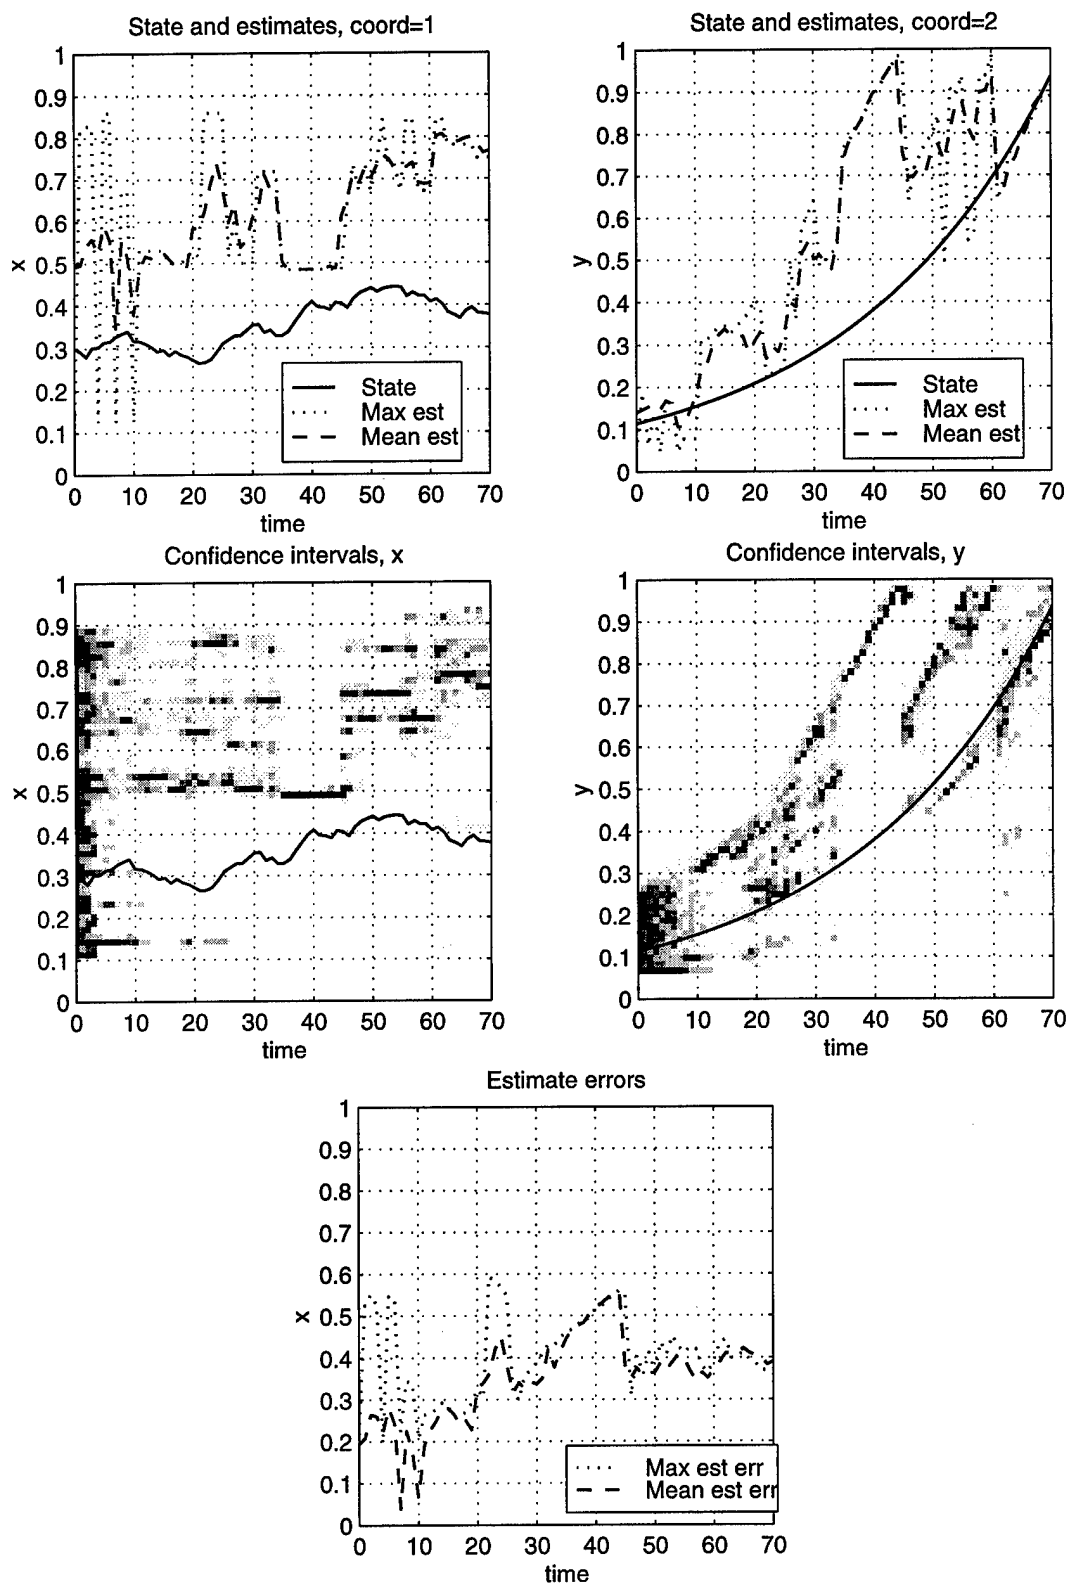 State and estimates, coord=1
1
0.9
0.8
0.7
0.6
0.5
0.4
0.3
0.2
0.1
0
x
State
Max est
Mean est
0 10 20 30 40 50 60 70
time
State and estimates, coord=2
1
0.9
0.8
0.7
0.6
0.5
0.4
0.3
0.2
0.1
0
y
State
Max est
Mean est
0 10 20 30 40 50 60 70
time
Confidence intervals, x
1
0.9
0.8
0.7
0.6
0.5
0.4
0.3
0.2
0.1
0
x
0 10 20 30 40 50 60 70
time
Confidence intervals, y
1
0.9
0.8
0.7
0.6
0.5
0.4
0.3
0.2
0.1
0
y
0 10 20 30 40 50 60 70
time
Estimate errors
1
0.9
0.8
0.7
0.6
0.5
0.4
0.3
0.2
0.1
0
x
Max est err
Mean est err
0 10 20 30 40 50 60 70
time